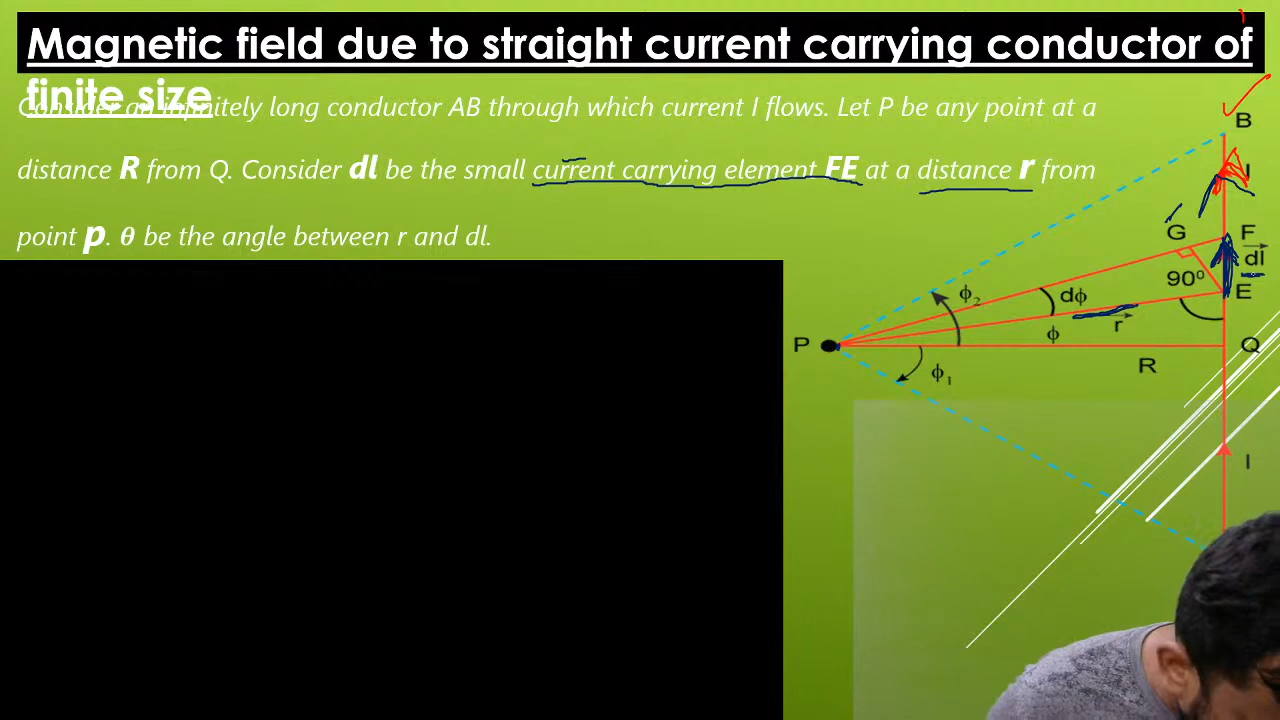 Magnetic field due to straight current carrying conductor of
finite size
Consider an infinitely long conductor AB through which current I flows. Let P be any point at a
distance R from Q. Consider dl be the small current carrying element FE at a distance r from
point p. θ be the angle between r and dl.
B
I
G
F
dl
90⁰
E
ϕ₂
dϕ
r
ϕ
P
Q
R
ϕ₁
I